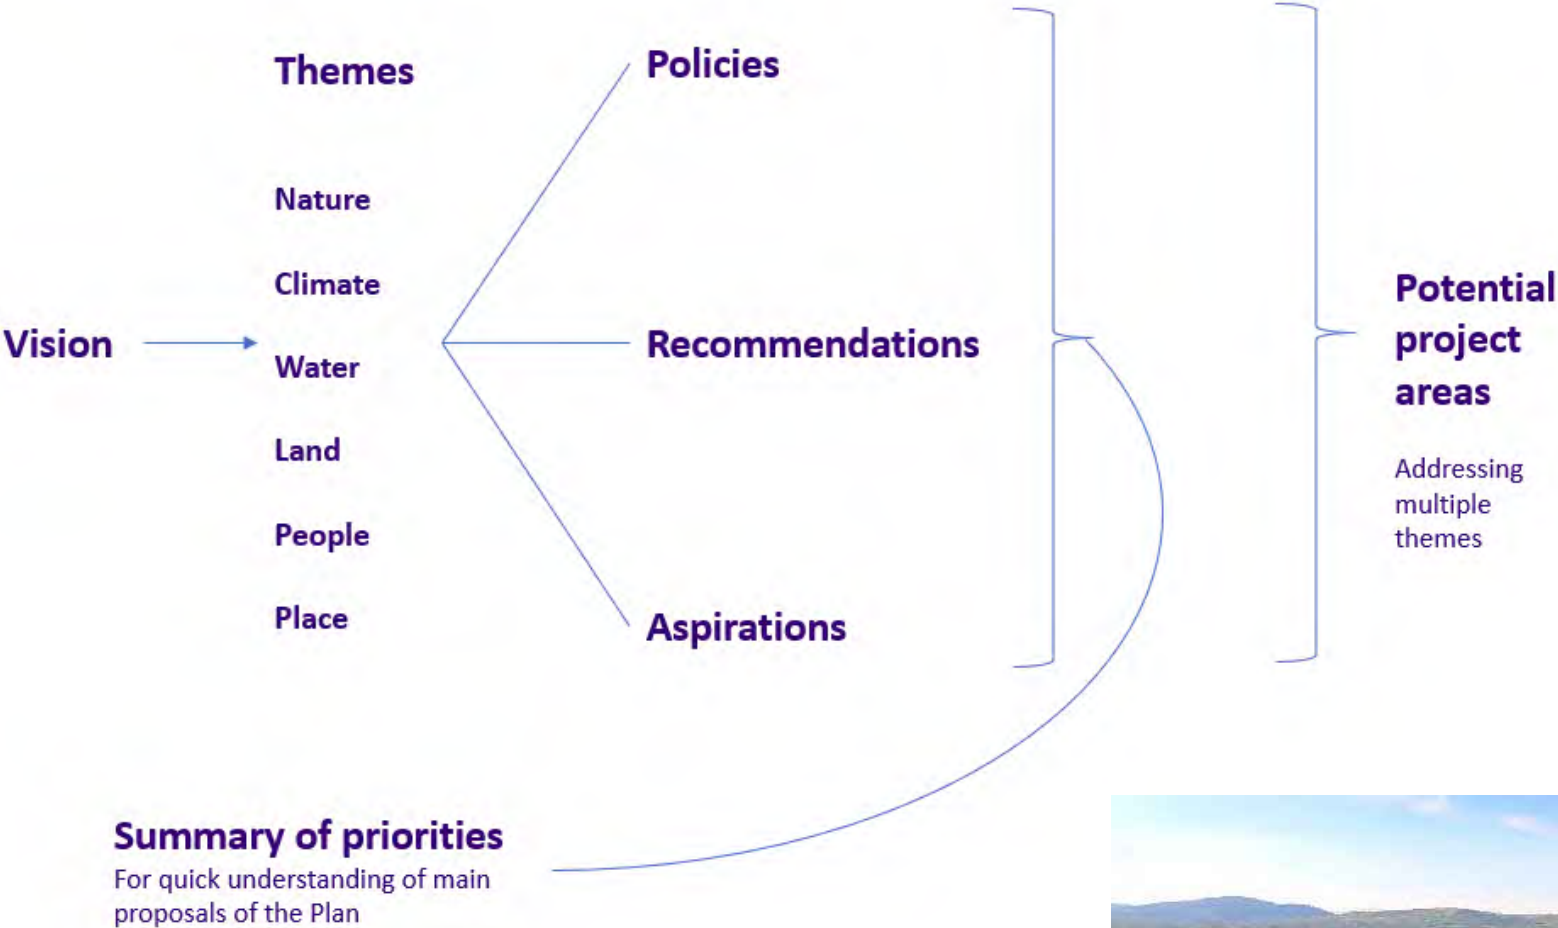 Themes
Nature
Climate
Water
Land
People
Place
Vision
Policies
Recommendations
Aspirations
Potential
project
areas
Addressing
multiple
themes
Summary of priorities
For quick understanding of main
proposals of the Plan